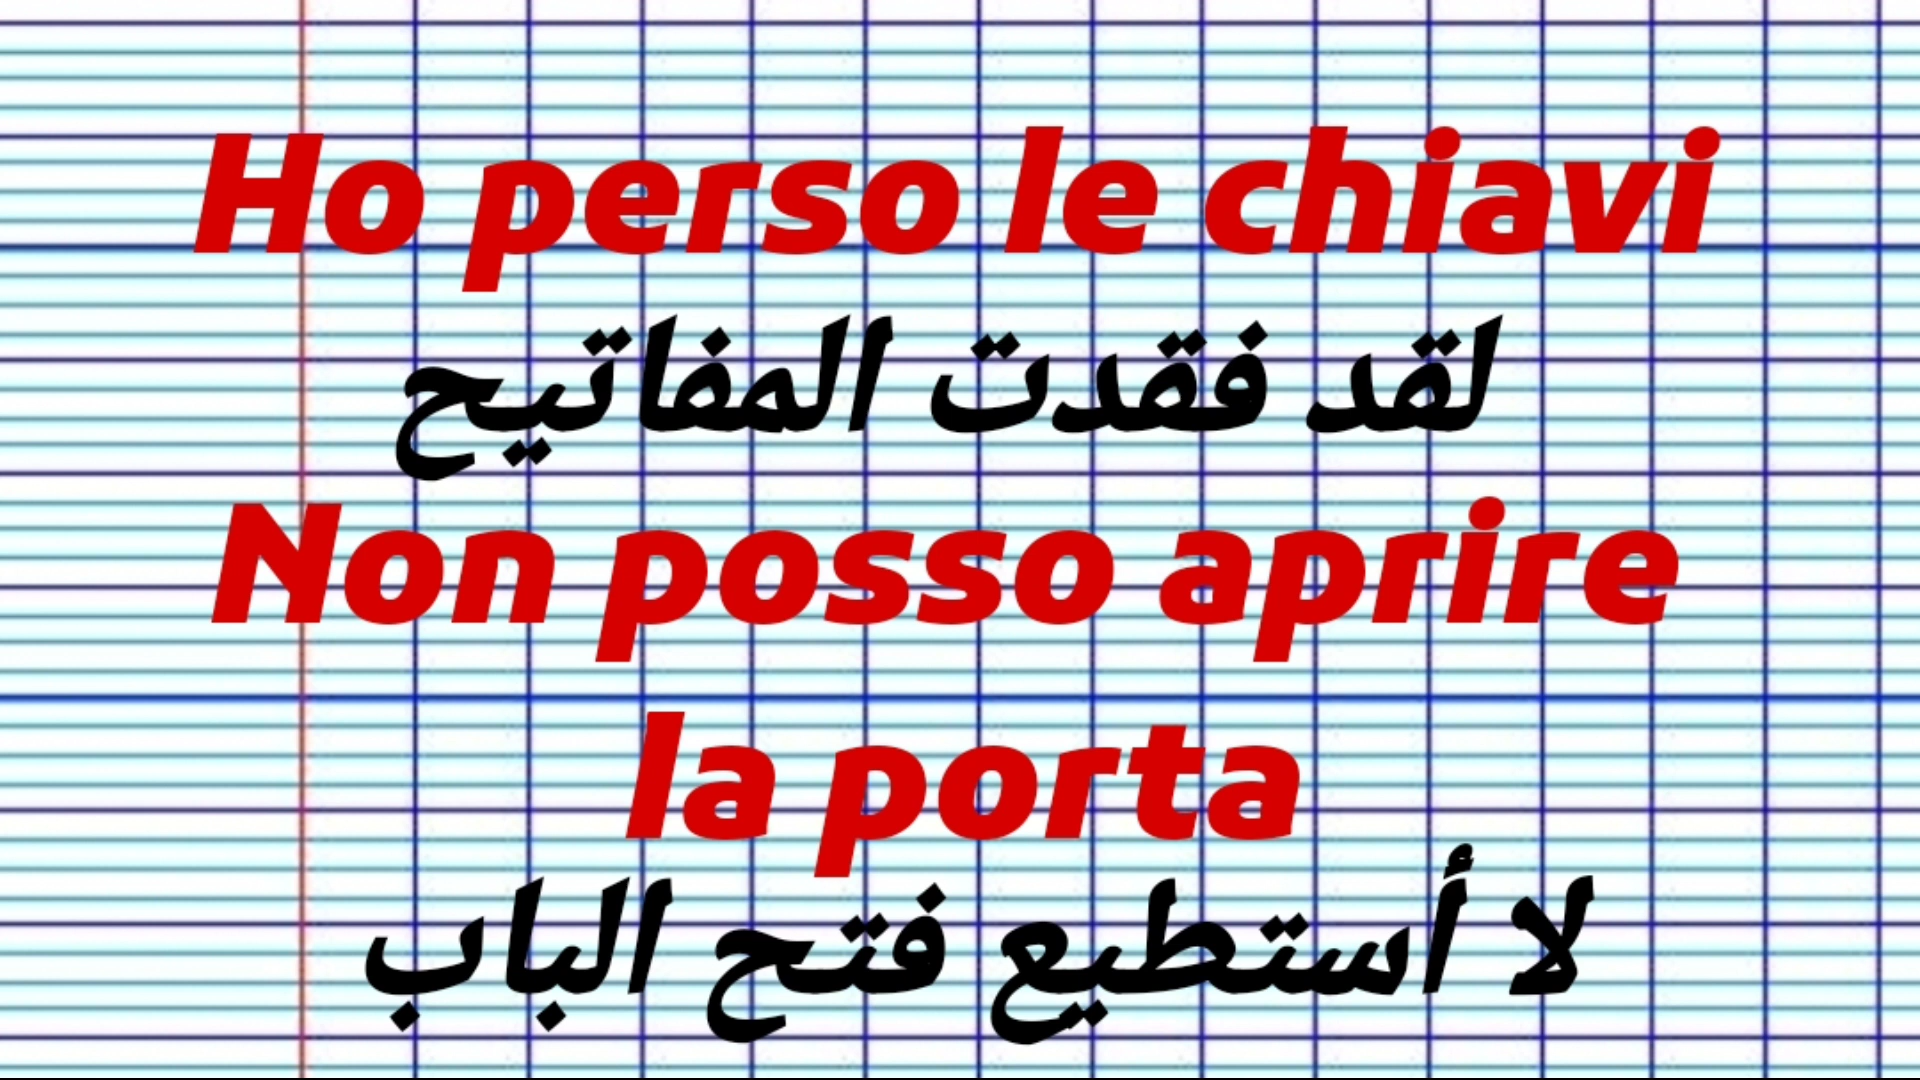 Ho perso le chiavi
لقد فقدت المفاتيح
Non posso aprire
la porta
لا أستطيع فتح الباب